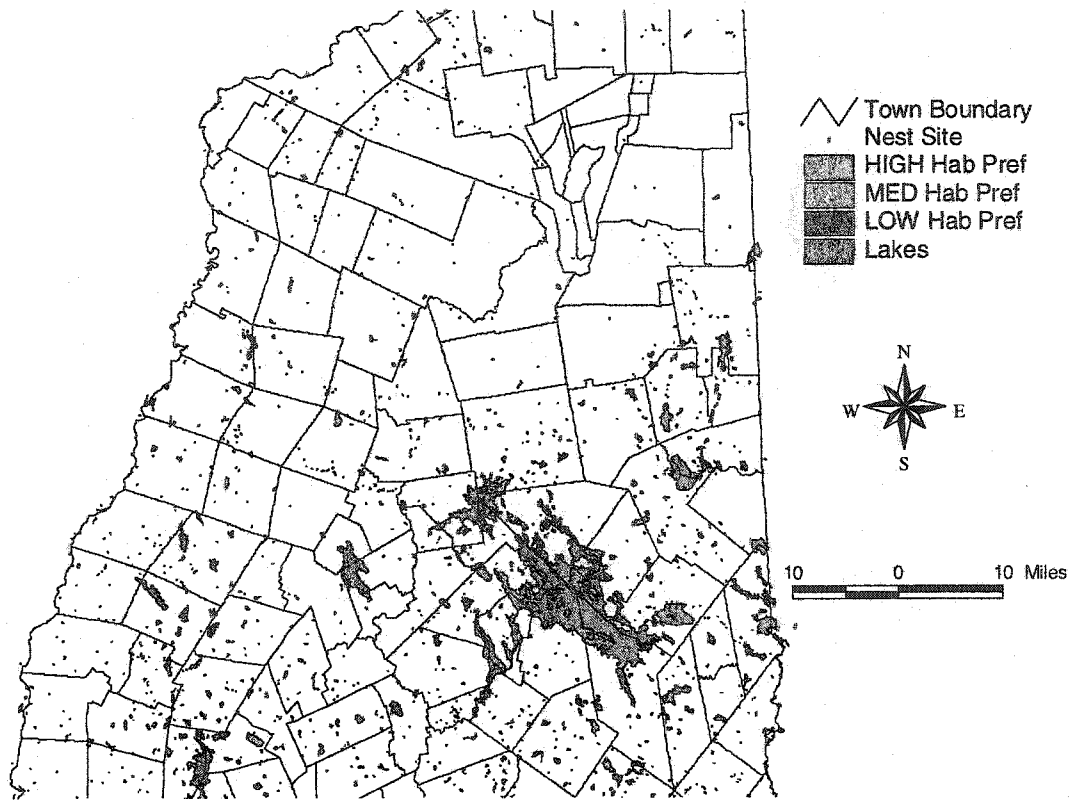 Town Boundary
Nest Site
HIGH Hab Pref
MED Hab Pref
LOW Hab Pref
Lakes
N
W E
S
10 0 10 Miles